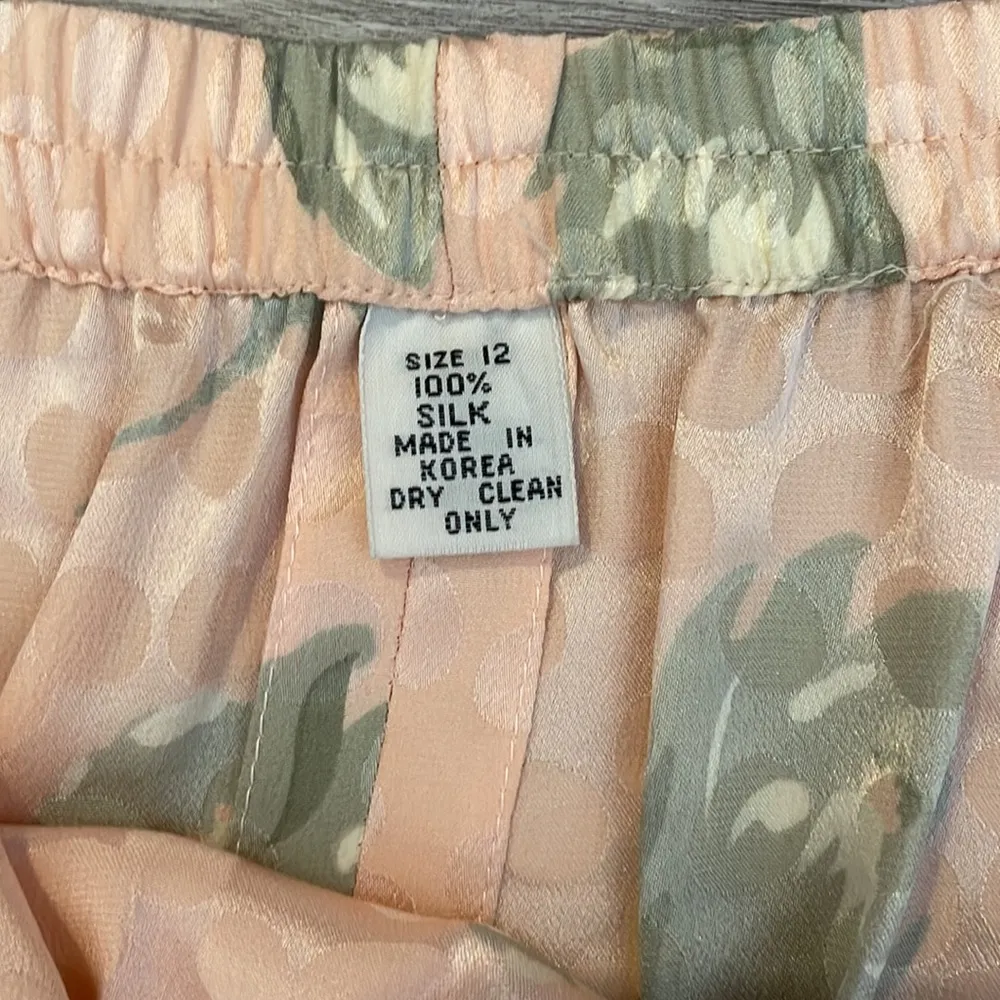 SIZE 12
100%
SILK
MADE IN
KOREA
DRY CLEAN
ONLY